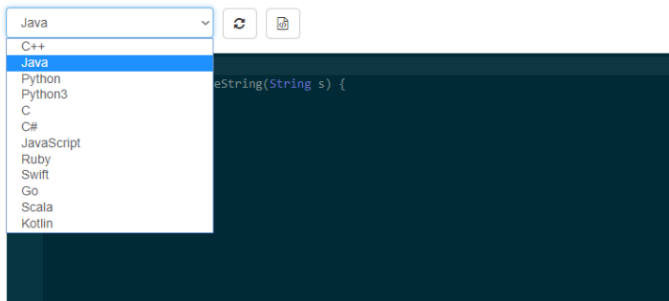 Java
C++
Java
Python
eString(String s) {
Python3
C
C#
JavaScript
Ruby
Swift
Go
Scala
Kotlin